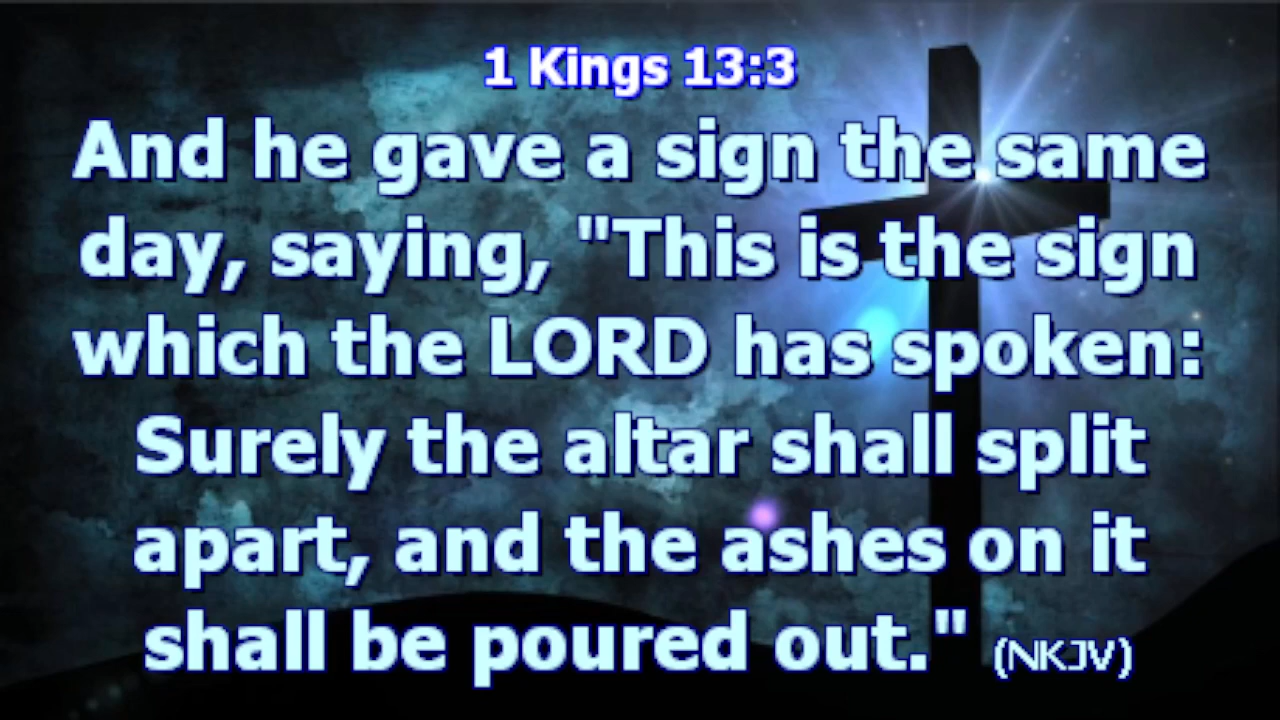 1 Kings 13:3
And he gave a sign the same
day, saying, "This is the sign
which the LORD has spoken:
Surely the altar shall split
apart, and the ashes on it
shall be poured out." (NKJV)